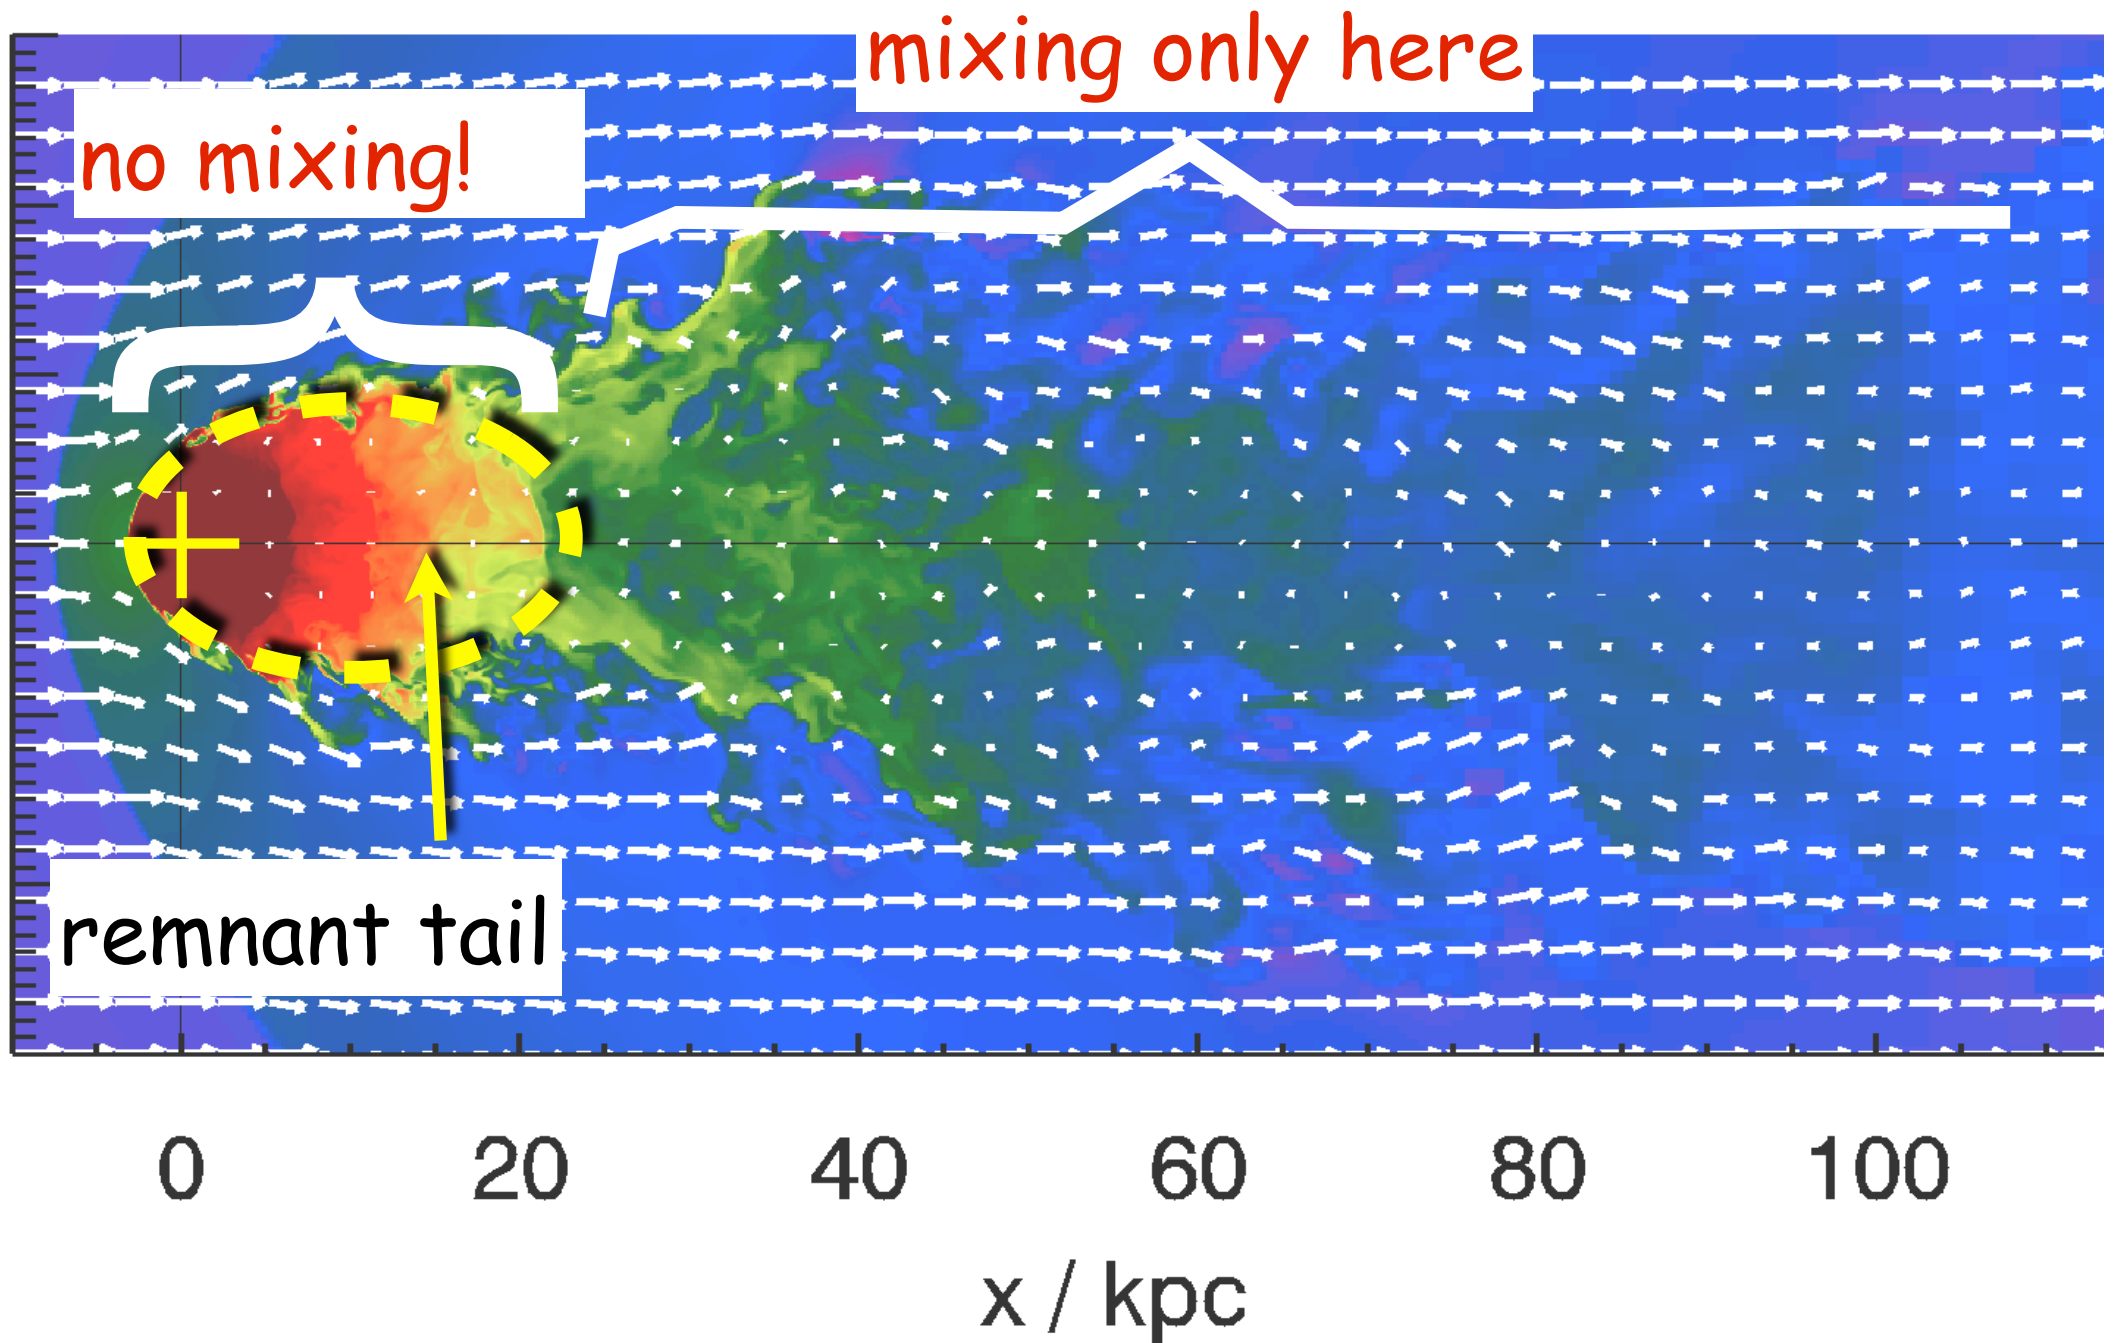 mixing only here
no mixing!
remnant tail
0 20 40 60 80 100
x / kpc